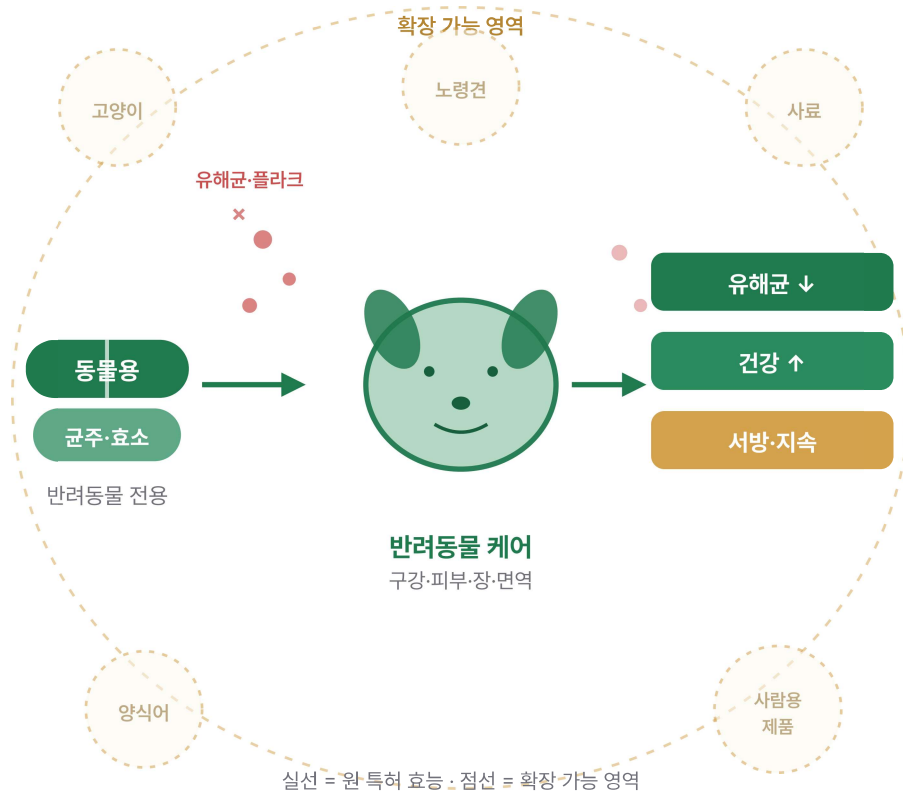 확장 가능 영역
고양이
노령견
사료
유해균·플라크
유해균 ↓
동물용
건강 ↑
균주·효소
서방·지속
반려동물 전용
반려동물 케어
구강·피부·장·면역
양식어
사람용
제품
실선 = 원 특허 효능 · 점선 = 확장 가능 영역